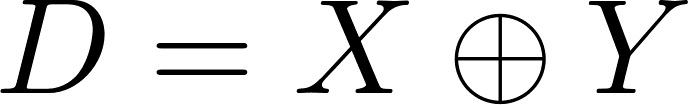 D = X ⊕ Y